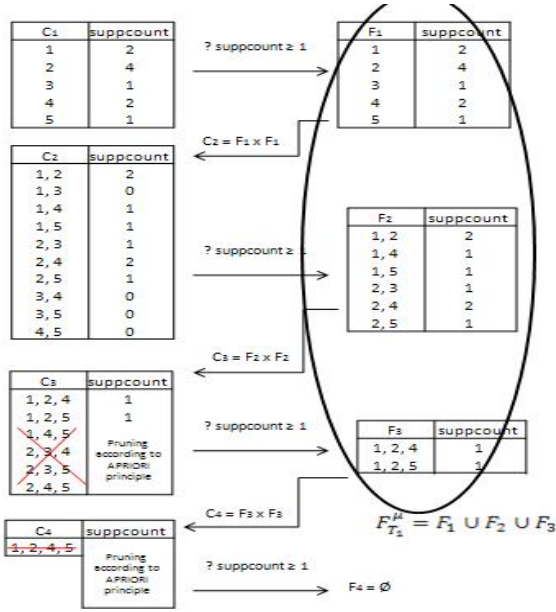 C1 suppcount
1 2
2 4
3 1
4 2
5 1
? suppcount ≥ 1
F1 suppcount
1 2
2 4
3 1
4 2
5 1
C2 = F1 x F1
C2 suppcount
1, 2 2
1, 3 0
1, 4 1
1, 5 1
2, 3 1
2, 4 2
2, 5 1
3, 4 0
3, 5 0
4, 5 0
? suppcount ≥ 1
F2 suppcount
1, 2 2
1, 4 1
1, 5 1
2, 3 1
2, 4 2
2, 5 1
C3 = F2 x F2
C3 suppcount
1, 2, 4 1
1, 2, 5 1
1, 4, 5
2, 3, 4
2, 3, 5
2, 4, 5
Pruning
according to
APRIORI
principle
? suppcount ≥ 1
F3 suppcount
1, 2, 4 1
1, 2, 5 1
C4 = F3 x F3
F^μ_T1 = F1 ∪ F2 ∪ F3
C4 suppcount
1, 2, 4, 5
Pruning
according to
APRIORI
principle
? suppcount ≥ 1
F4 = Ø